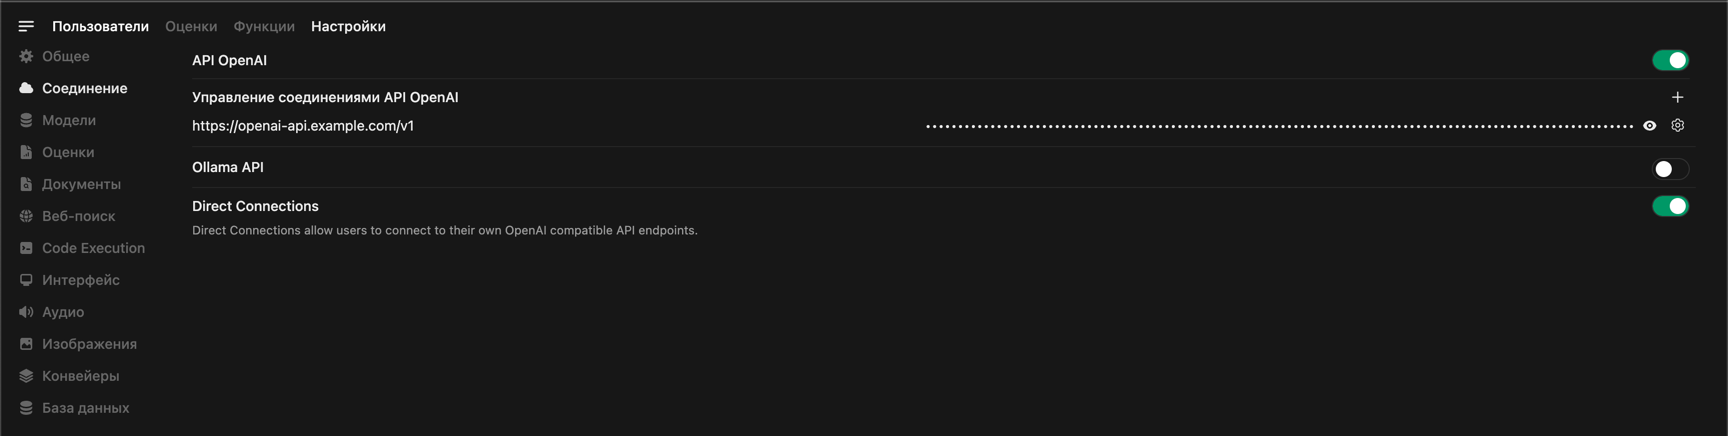 Пользователи Оценки Функции Настройки
Общее
Соединение
Модели
Оценки
Документы
Веб-поиск
Code Execution
Интерфейс
Аудио
Изображения
Конвейеры
База данных
API OpenAI
Управление соединениями API OpenAI
https://openai-api.example.com/v1
Ollama API
Direct Connections
Direct Connections allow users to connect to their own OpenAI compatible API endpoints.